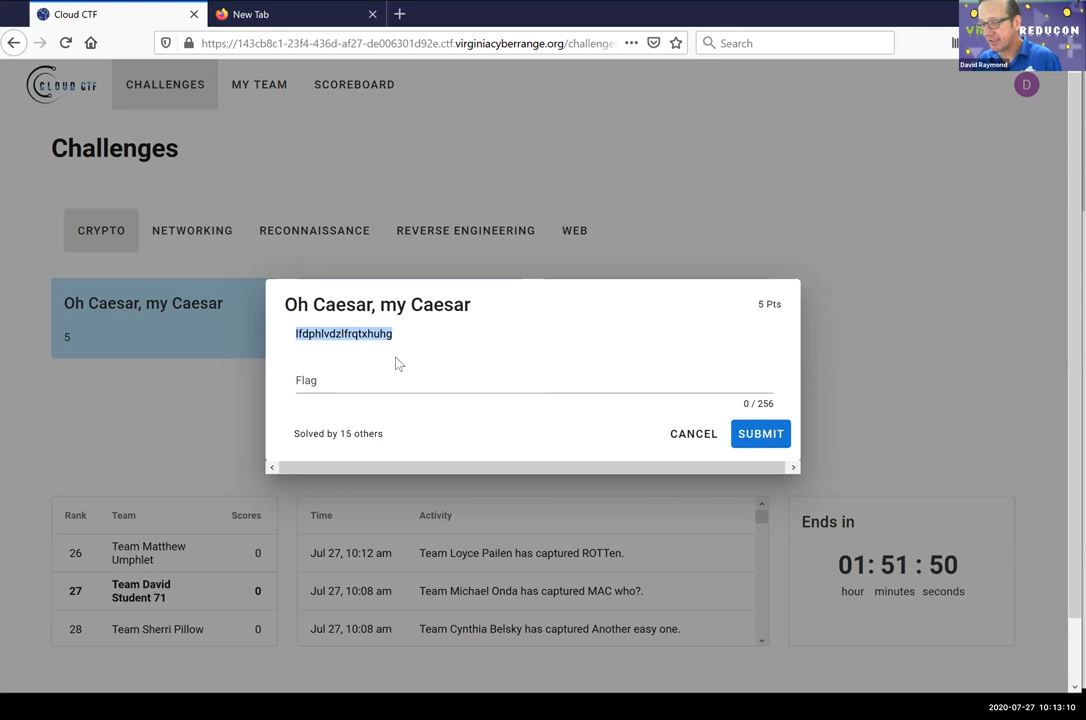 Cloud CTF
New Tab
https://143cb8c1-23f4-436d-af27-de006301d92e.ctf.virginiacyberrange.org/challenge
Search
REDUCON
David Raymond
CLOUD CTF
CHALLENGES
MY TEAM
SCOREBOARD
D
Challenges
CRYPTO
NETWORKING
RECONNAISSANCE
REVERSE ENGINEERING
WEB
Oh Caesar, my Caesar
5
Oh Caesar, my Caesar
5 Pts
lfdphlvdzlfrqtxhuhg
Flag
0 / 256
Solved by 15 others
CANCEL
SUBMIT
Rank Team Scores
26 Team Matthew Umphlet 0
27 Team David Student 71 0
28 Team Sherri Pillow 0
Time Activity
Jul 27, 10:12 am Team Loyce Pailen has captured ROTTen.
Jul 27, 10:08 am Team Michael Onda has captured MAC who?.
Jul 27, 10:08 am Team Cynthia Belsky has captured Another easy one.
Ends in
01: 51 : 50
hour minutes seconds
2020-07-27 10:13:10